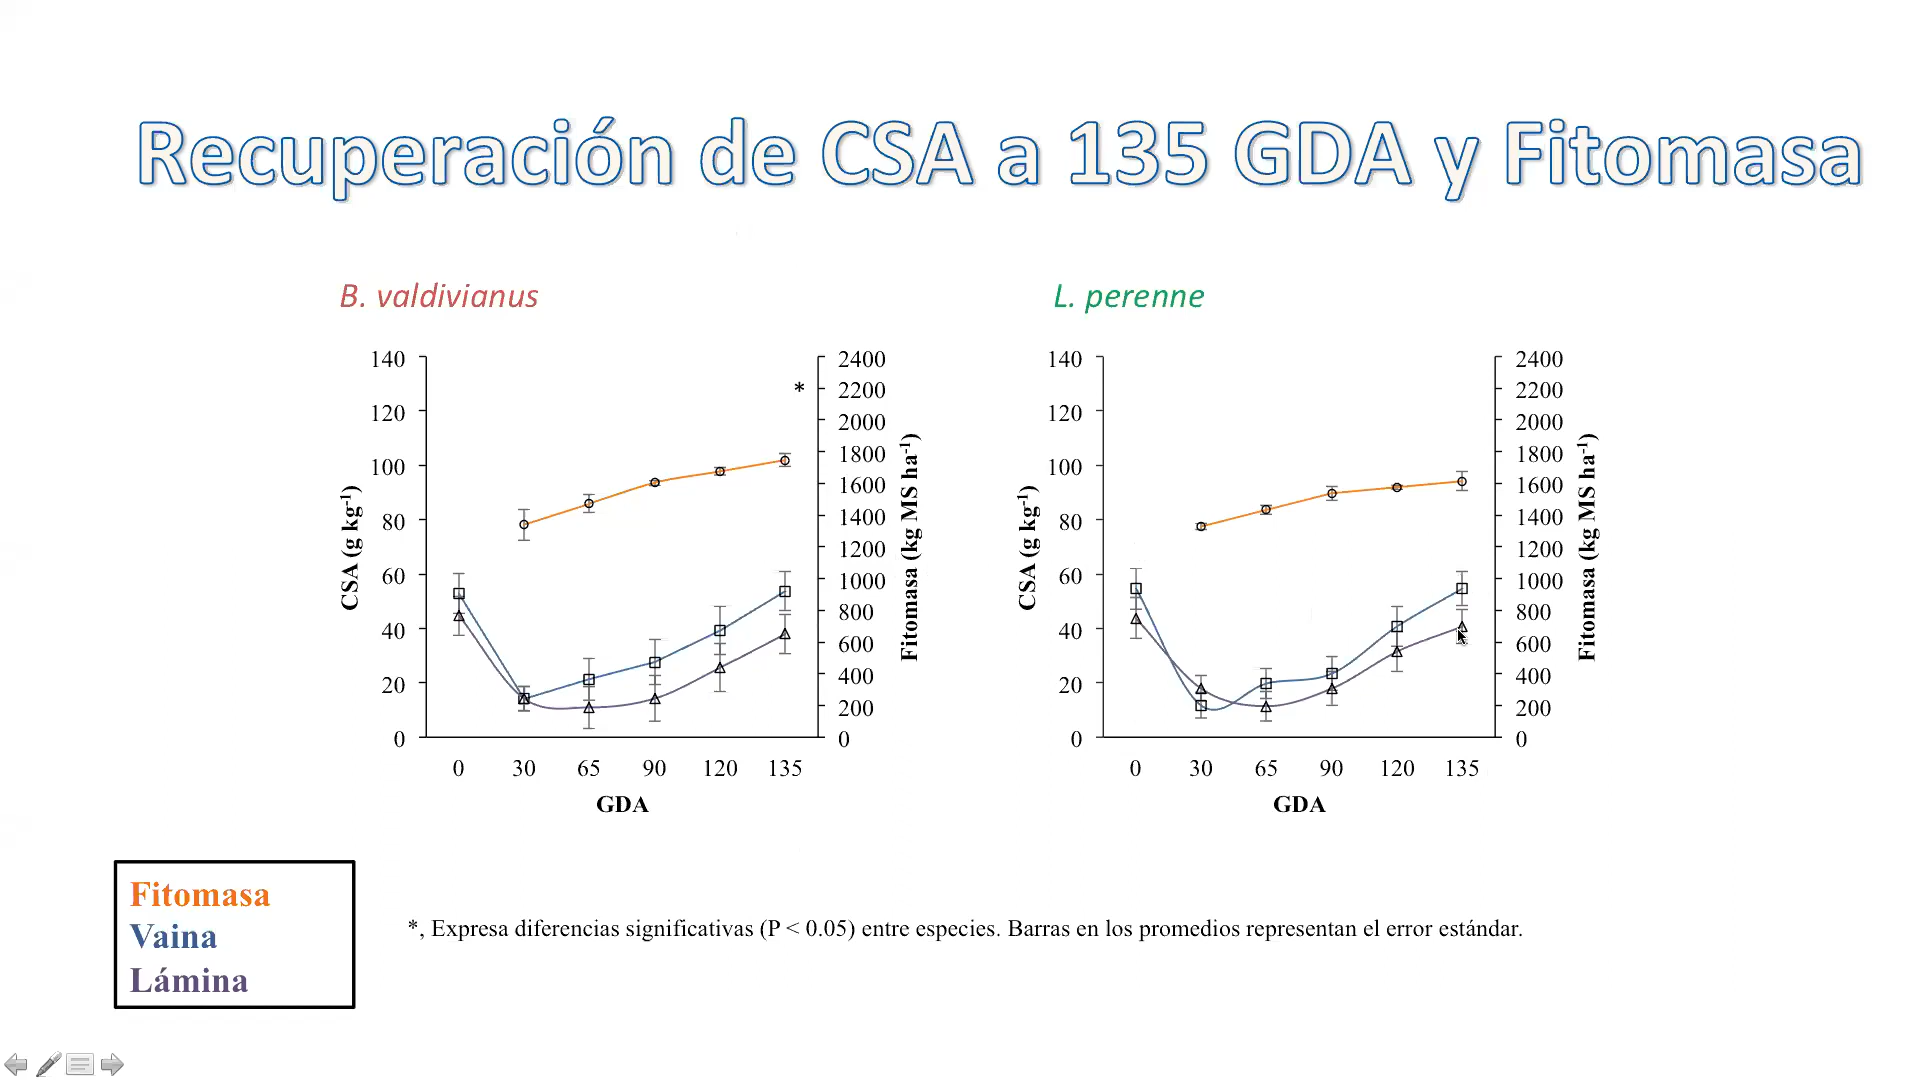 Recuperación de CSA a 135 GDA y Fitomasa
B. valdivianus
L. perenne
140
120
100
80
60
40
20
0
CSA (g kg-1)
*
2400
2200
2000
1800
1600
1400
1200
1000
800
600
400
200
0
Fitomasa (kg MS ha-1)
0 30 65 90 120 135
GDA
140
120
100
80
60
40
20
0
CSA (g kg-1)
2400
2200
2000
1800
1600
1400
1200
1000
800
600
400
200
0
Fitomasa (kg MS ha-1)
0 30 65 90 120 135
GDA
Fitomasa
Vaina
Lámina
*, Expresa diferencias significativas (P < 0.05) entre especies. Barras en los promedios representan el error estándar.